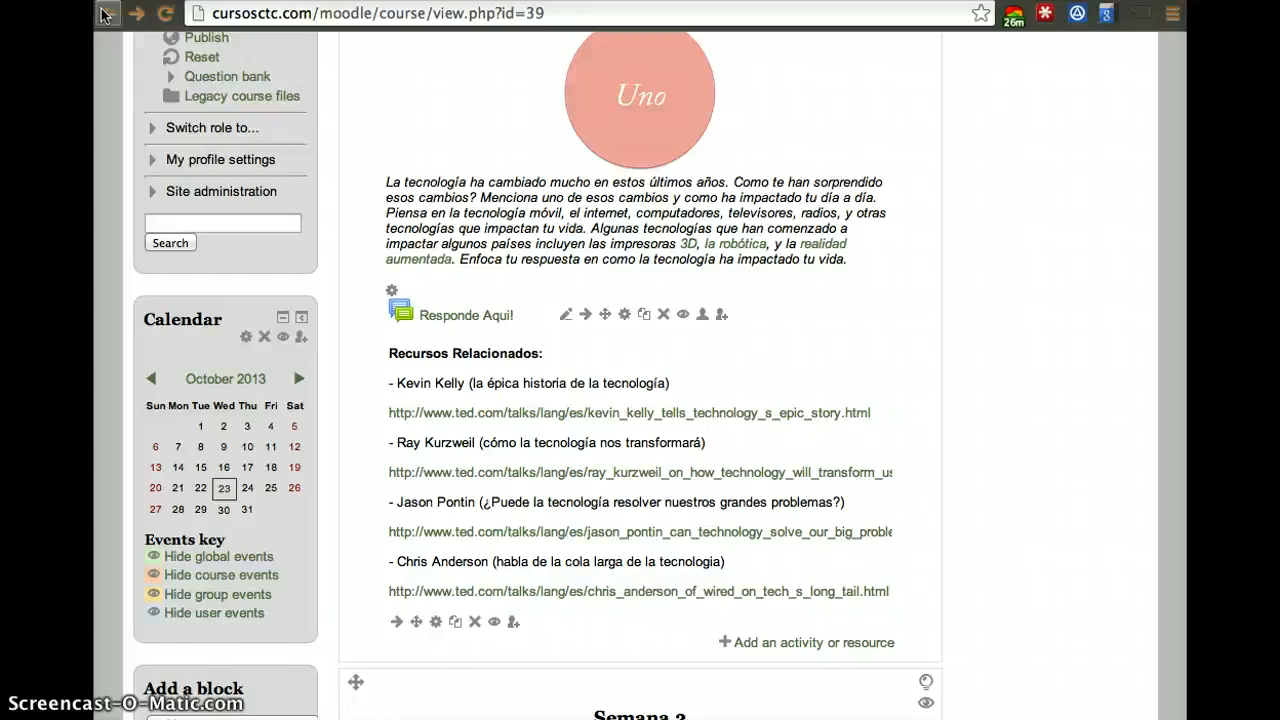 cursosctc.com/moodle/course/view.php?id=39
26m
Publish
Reset
Question bank
Legacy course files
Switch role to...
My profile settings
Site administration
Search
Calendar
October 2013
Sun Mon Tue Wed Thu Fri Sat
1 2 3 4 5
6 7 8 9 10 11 12
13 14 15 16 17 18 19
20 21 22 23 24 25 26
27 28 29 30 31
Events key
Hide global events
Hide course events
Hide group events
Hide user events
Add a block
Uno
La tecnología ha cambiado mucho en estos últimos años. Como te han sorprendido
esos cambios? Menciona uno de esos cambios y como ha impactado tu día a día.
Piensa en la tecnología móvil, el internet, computadores, televisores, radios, y otras
tecnologías que impactan tu vida. Algunas tecnologías que han comenzado a
impactar algunos países incluyen las impresoras 3D, la robótica, y la realidad
aumentada. Enfoca tu respuesta en como la tecnología ha impactado tu vida.
Responde Aqui!
Recursos Relacionados:
- Kevin Kelly (la épica historia de la tecnología)
http://www.ted.com/talks/lang/es/kevin_kelly_tells_technology_s_epic_story.html
- Ray Kurzweil (cómo la tecnología nos transformará)
http://www.ted.com/talks/lang/es/ray_kurzweil_on_how_technology_will_transform_us
- Jason Pontin (¿Puede la tecnología resolver nuestros grandes problemas?)
http://www.ted.com/talks/lang/es/jason_pontin_can_technology_solve_our_big_proble
- Chris Anderson (habla de la cola larga de la tecnologia)
http://www.ted.com/talks/lang/es/chris_anderson_of_wired_on_tech_s_long_tail.html
Add an activity or resource
Semana 2
Screencast-O-Matic.com